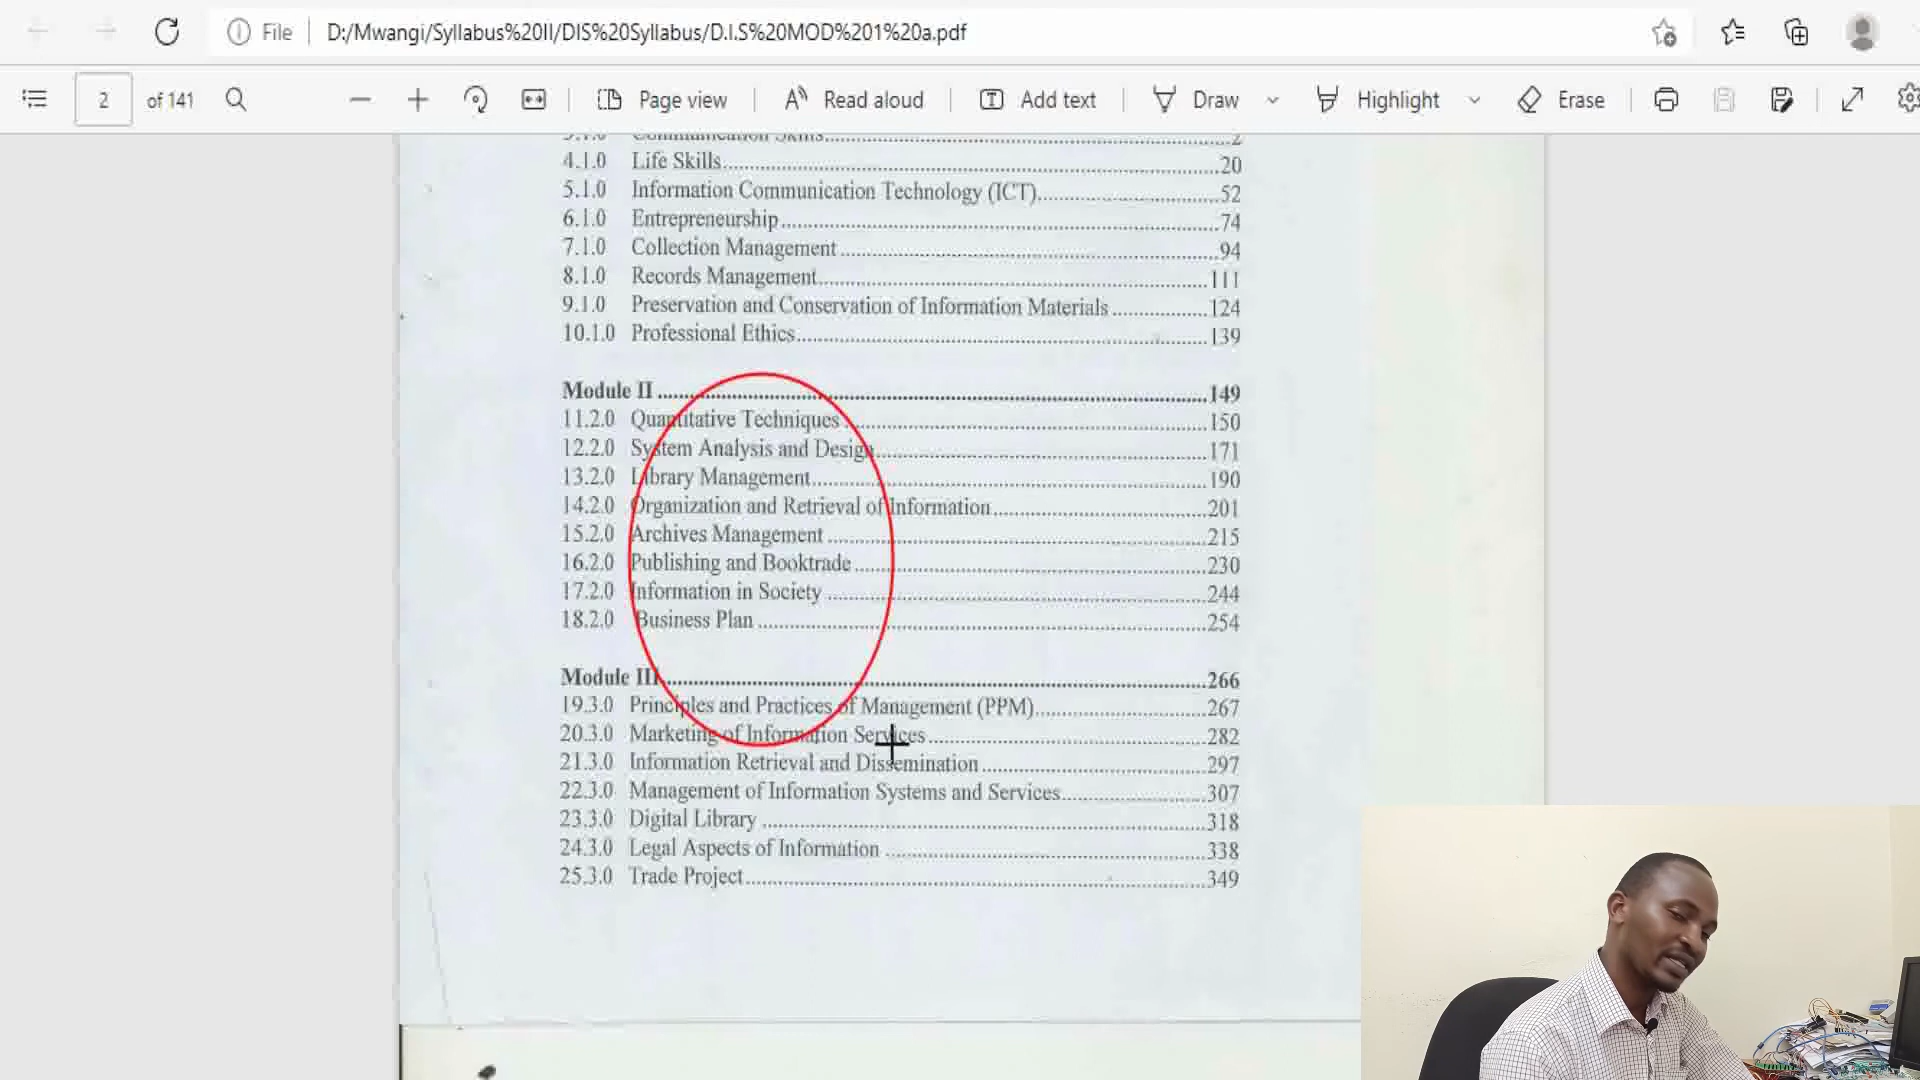 File D:/Mwangi/Syllabus%20II/DIS%20Syllabus/D.I.S%20MOD%201%20a.pdf
2 of 141 Page view Read aloud Add text Draw Highlight Erase
Communication Skills 2
4.1.0 Life Skills 20
5.1.0 Information Communication Technology (ICT) 52
6.1.0 Entrepreneurship 74
7.1.0 Collection Management 94
8.1.0 Records Management 111
9.1.0 Preservation and Conservation of Information Materials 124
10.1.0 Professional Ethics 139
Module II 149
11.2.0 Quantitative Techniques 150
12.2.0 System Analysis and Design 171
13.2.0 Library Management 190
14.2.0 Organization and Retrieval of Information 201
15.2.0 Archives Management 215
16.2.0 Publishing and Booktrade 230
17.2.0 Information in Society 244
18.2.0 Business Plan 254
Module III 266
19.3.0 Principles and Practices of Management (PPM) 267
20.3.0 Marketing of Information Services 282
21.3.0 Information Retrieval and Dissemination 297
22.3.0 Management of Information Systems and Services 307
23.3.0 Digital Library 318
24.3.0 Legal Aspects of Information 338
25.3.0 Trade Project 349